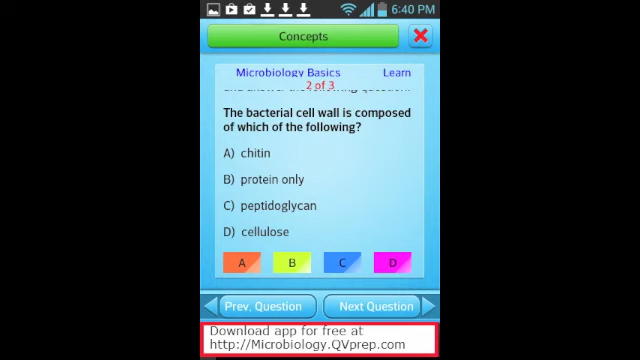 6:40 PM
Concepts
Microbiology Basics Learn
2 of 3
The bacterial cell wall is composed
of which of the following?
A) chitin
B) protein only
C) peptidoglycan
D) cellulose
A B C D
Prev. Question Next Question
Download app for free at
http://Microbiology.QVprep.com